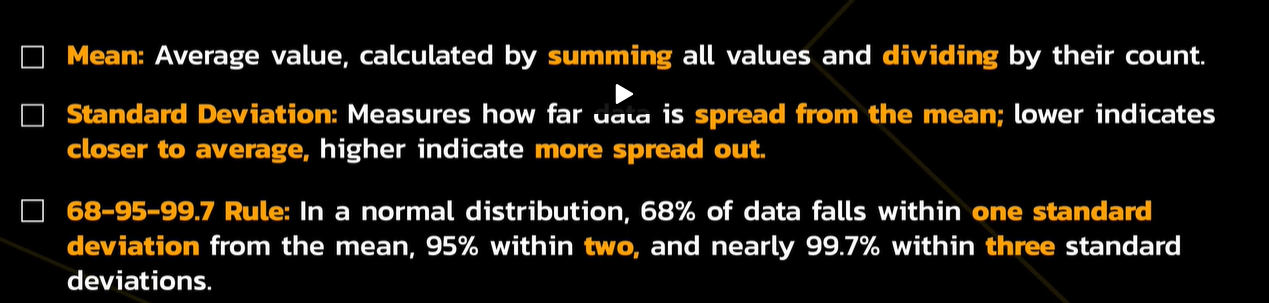 Mean: Average value, calculated by summing all values and dividing by their count.
Standard Deviation: Measures how far data is spread from the mean; lower indicates
closer to average, higher indicate more spread out.
68-95-99.7 Rule: In a normal distribution, 68% of data falls within one standard
deviation from the mean, 95% within two, and nearly 99.7% within three standard
deviations.